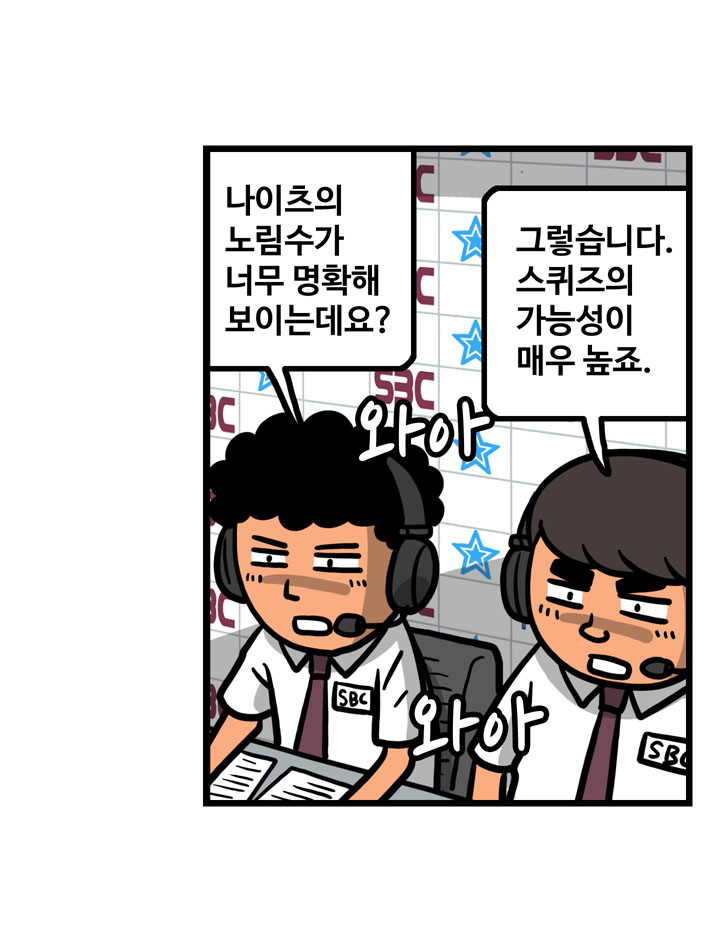 나이츠의
노림수가
너무 명확해
보이는데요?
그렇습니다.
스퀴즈의
가능성이
매우 높죠.
와아
와아
SBC
SBC
SBC
SBC